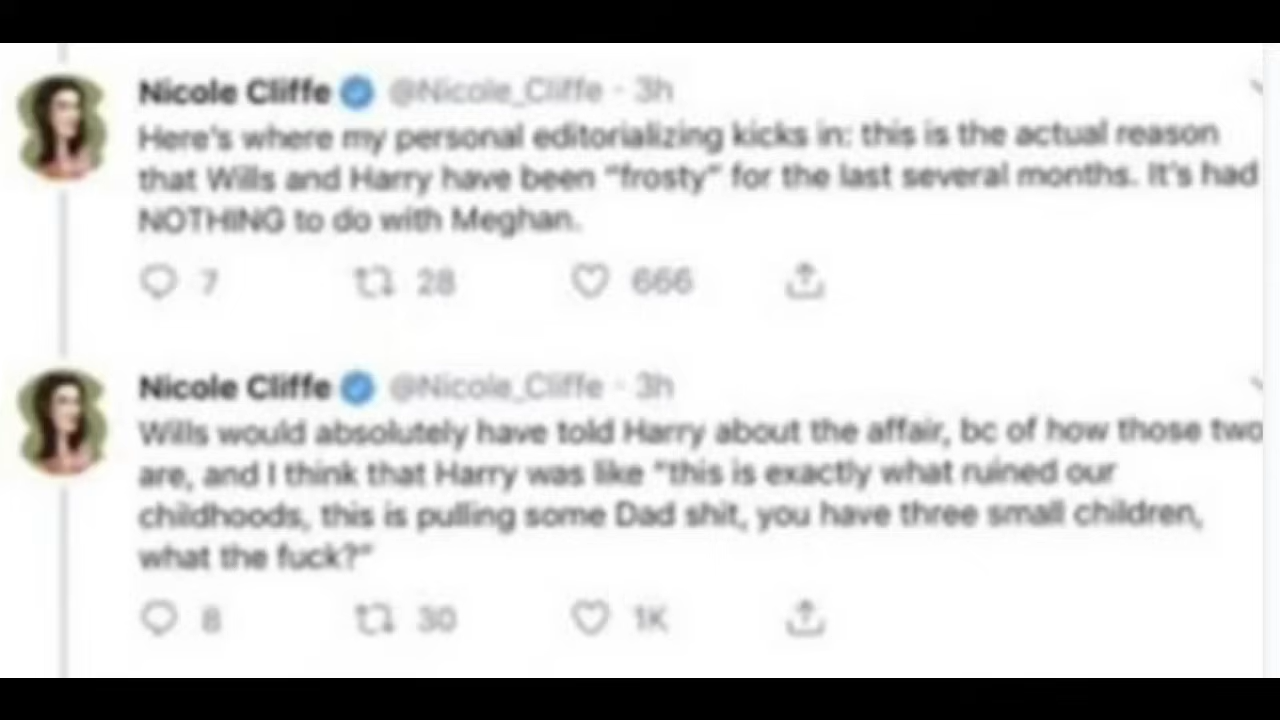 Nicole Cliffe @Nicole_Cliffe · 3h
Here's where my personal editorializing kicks in: this is the actual reason
that Wills and Harry have been "frosty" for the last several months. It's had
NOTHING to do with Meghan.
7 28 666
Nicole Cliffe @Nicole_Cliffe · 3h
Wills would absolutely have told Harry about the affair, bc of how those two
are, and I think that Harry was like "this is exactly what ruined our
childhoods, this is pulling some Dad shit, you have three small children,
what the fuck?"
8 30 1K